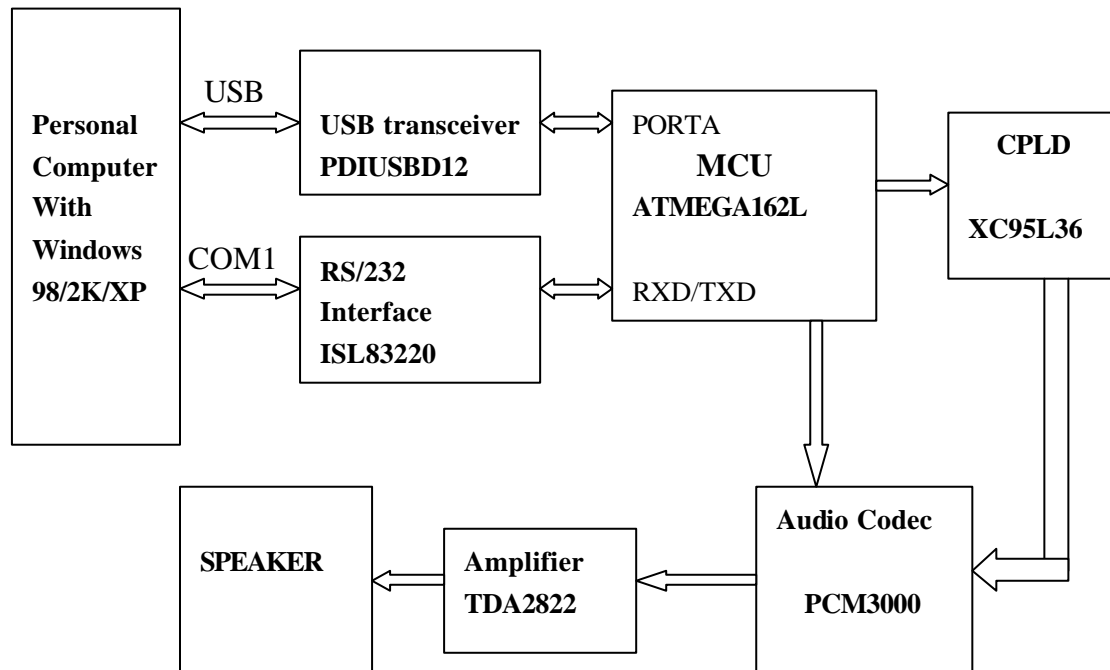 Personal
Computer
With
Windows
98/2K/XP
USB
COM1
USB transceiver
PDIUSBD12
RS/232
Interface
ISL83220
PORTA
MCU
ATMEGA162L
RXD/TXD
CPLD
XC95L36
SPEAKER
Amplifier
TDA2822
Audio Codec
PCM3000